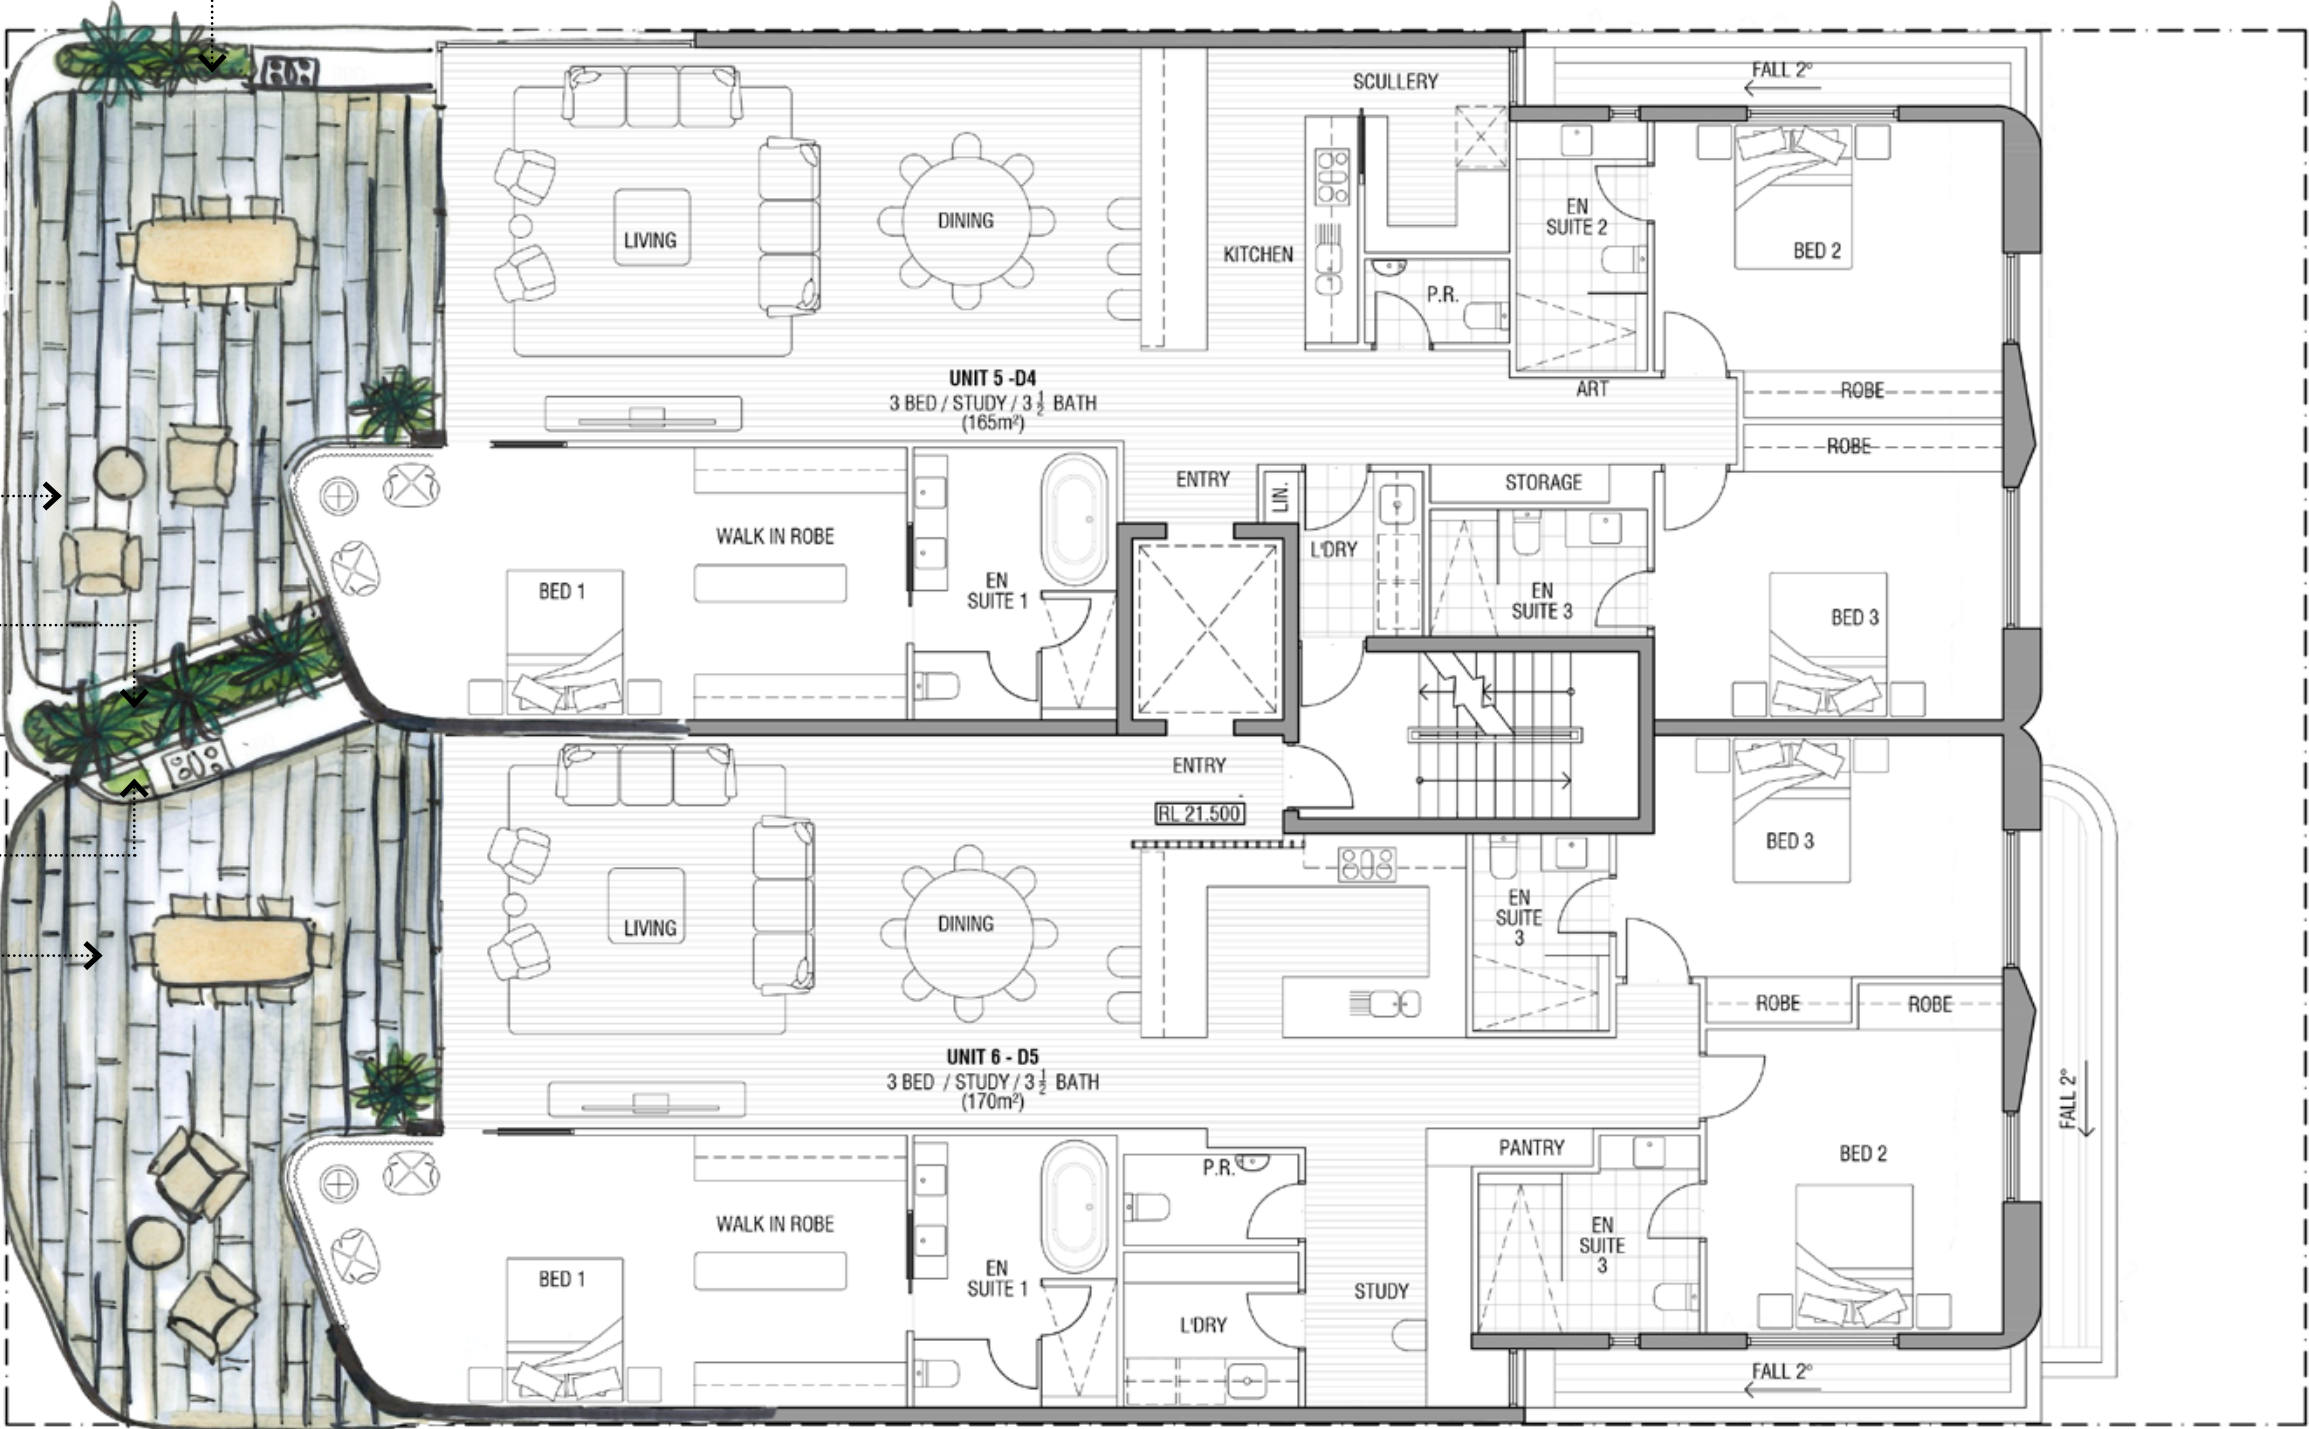 FALL 2°
SCULLERY
EN
SUITE 2
BED 2
LIVING
DINING
KITCHEN
P.R.
UNIT 5 -D4
3 BED / STUDY / 3 1/2 BATH
(165m²)
ART
ROBE
ROBE
ENTRY
LIN.
STORAGE
WALK IN ROBE
L'DRY
BED 1
EN
SUITE 1
EN
SUITE 3
BED 3
ENTRY
RL 21.500
BED 3
LIVING
DINING
EN
SUITE
3
ROBE
ROBE
UNIT 6 - D5
3 BED / STUDY / 3 1/2 BATH
(170m²)
FALL 2°
PANTRY
BED 2
P.R.
WALK IN ROBE
EN
SUITE
3
BED 1
EN
SUITE 1
STUDY
L'DRY
FALL 2°